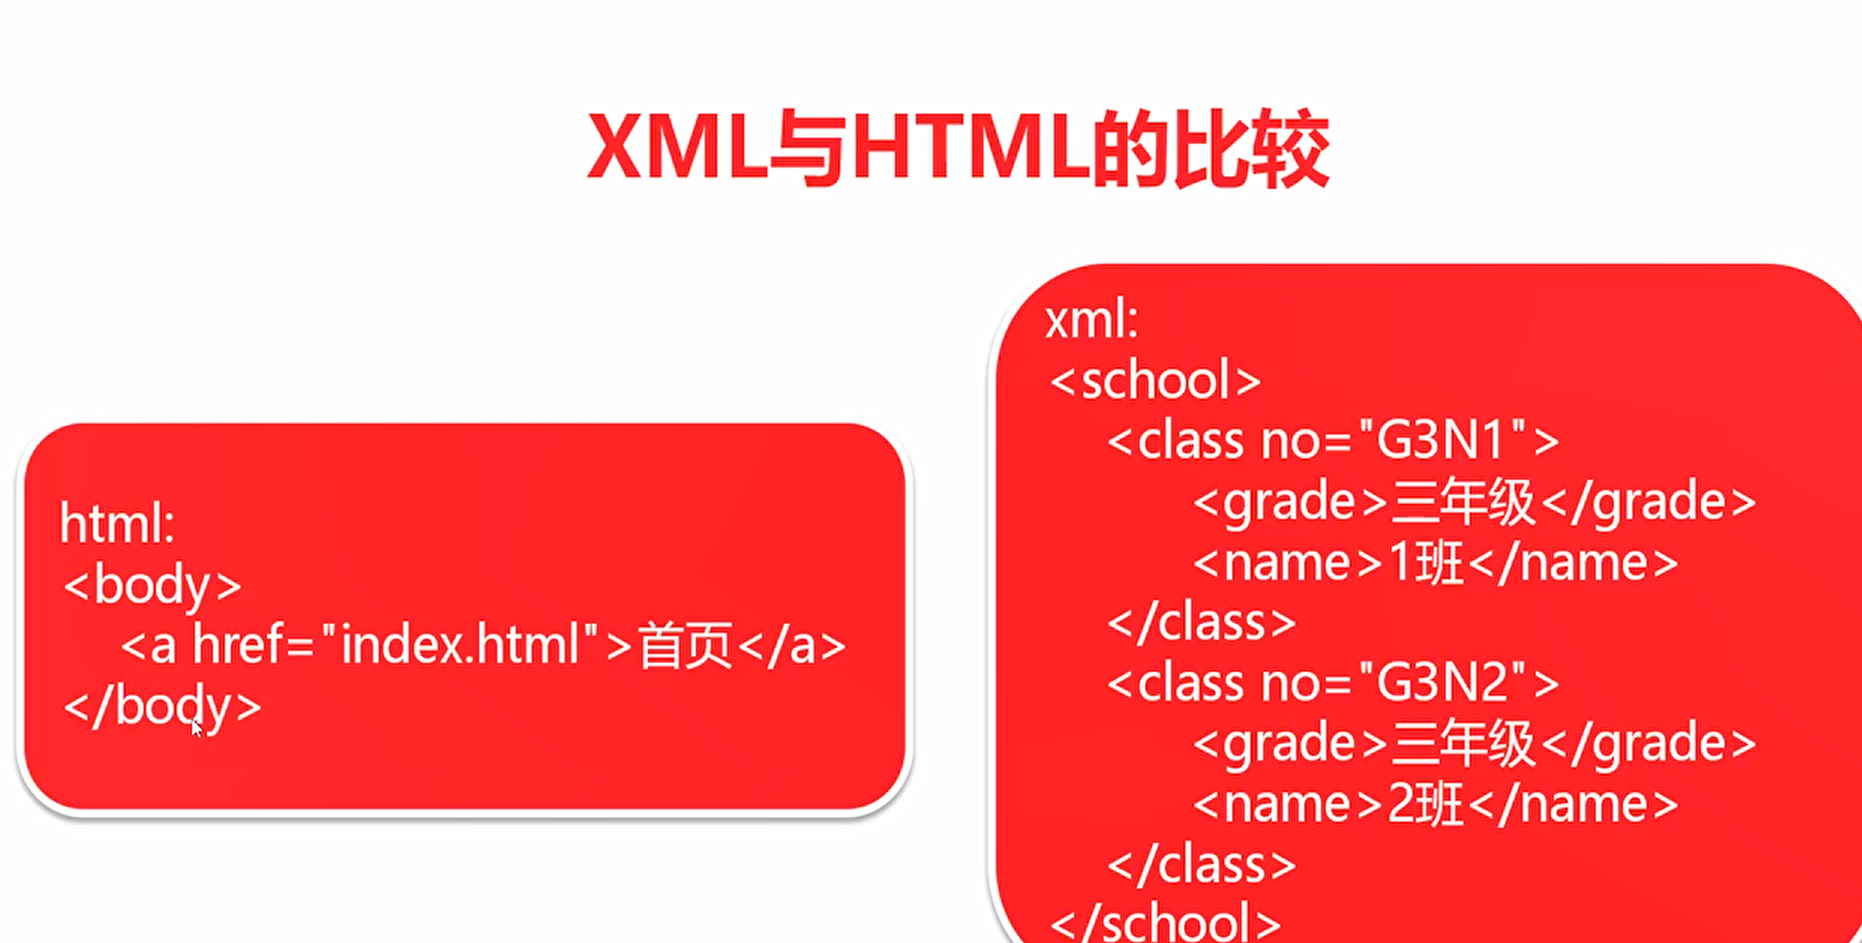 XML与HTML的比较
html:
<body>
<a href="index.html">首页</a>
</body>
xml:
<school>
<class no="G3N1">
<grade>三年级</grade>
<name>1班</name>
</class>
<class no="G3N2">
<grade>三年级</grade>
<name>2班</name>
</class>
</school>